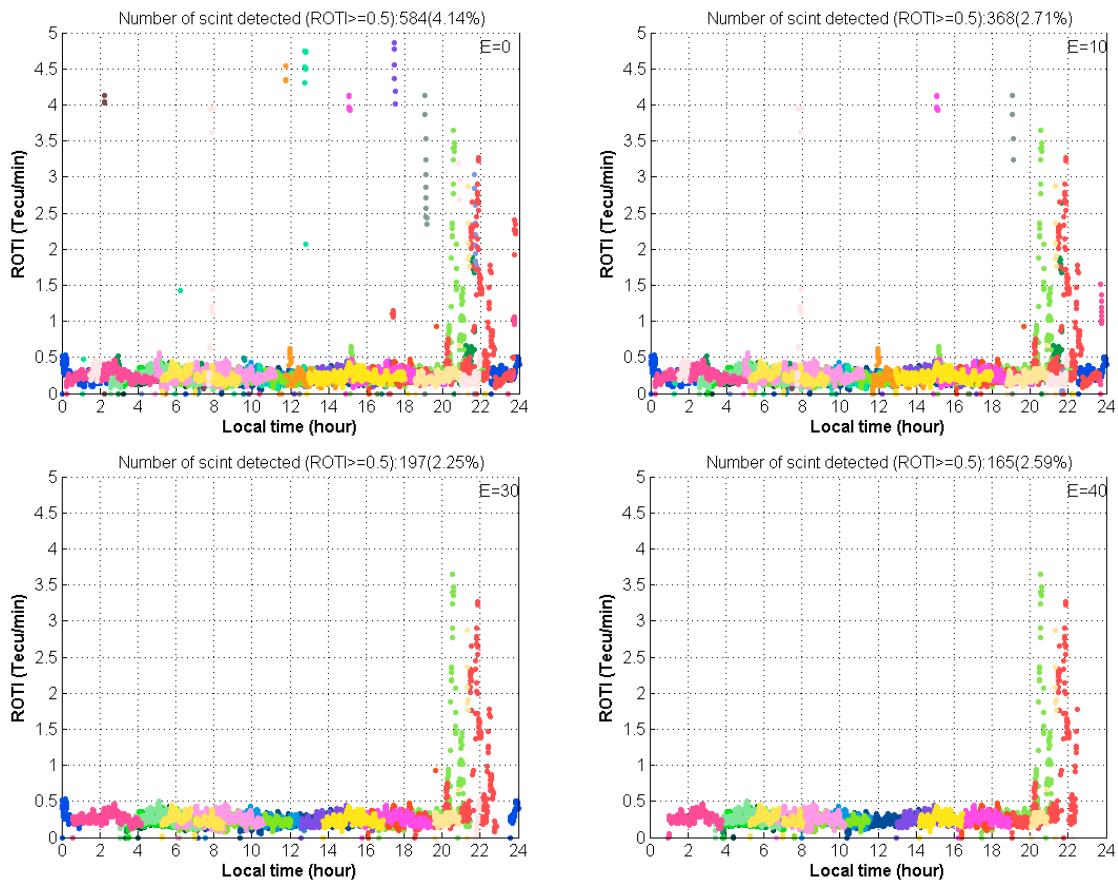 Number of scint detected (ROTI>=0.5):584(4.14%)
E=0
5
4.5
4
3.5
3
2.5
2
1.5
1
0.5
0
ROTI (Tecu/min)
0 2 4 6 8 10 12 14 16 18 20 22 24
Local time (hour)
Number of scint detected (ROTI>=0.5):368(2.71%)
E=10
5
4.5
4
3.5
3
2.5
2
1.5
1
0.5
0
ROTI (Tecu/min)
0 2 4 6 8 10 12 14 16 18 20 22 24
Local time (hour)
Number of scint detected (ROTI>=0.5):197(2.25%)
E=30
5
4.5
4
3.5
3
2.5
2
1.5
1
0.5
0
ROTI (Tecu/min)
0 2 4 6 8 10 12 14 16 18 20 22 24
Local time (hour)
Number of scint detected (ROTI>=0.5):165(2.59%)
E=40
5
4.5
4
3.5
3
2.5
2
1.5
1
0.5
0
ROTI (Tecu/min)
0 2 4 6 8 10 12 14 16 18 20 22 24
Local time (hour)